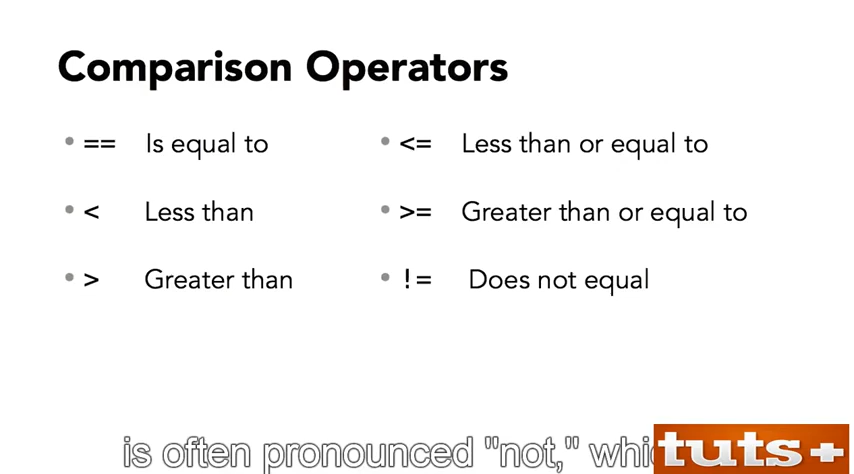 Comparison Operators
• == Is equal to
• < Less than
• > Greater than
• <= Less than or equal to
• >= Greater than or equal to
• != Does not equal
is often pronounced "not,"
tuts+